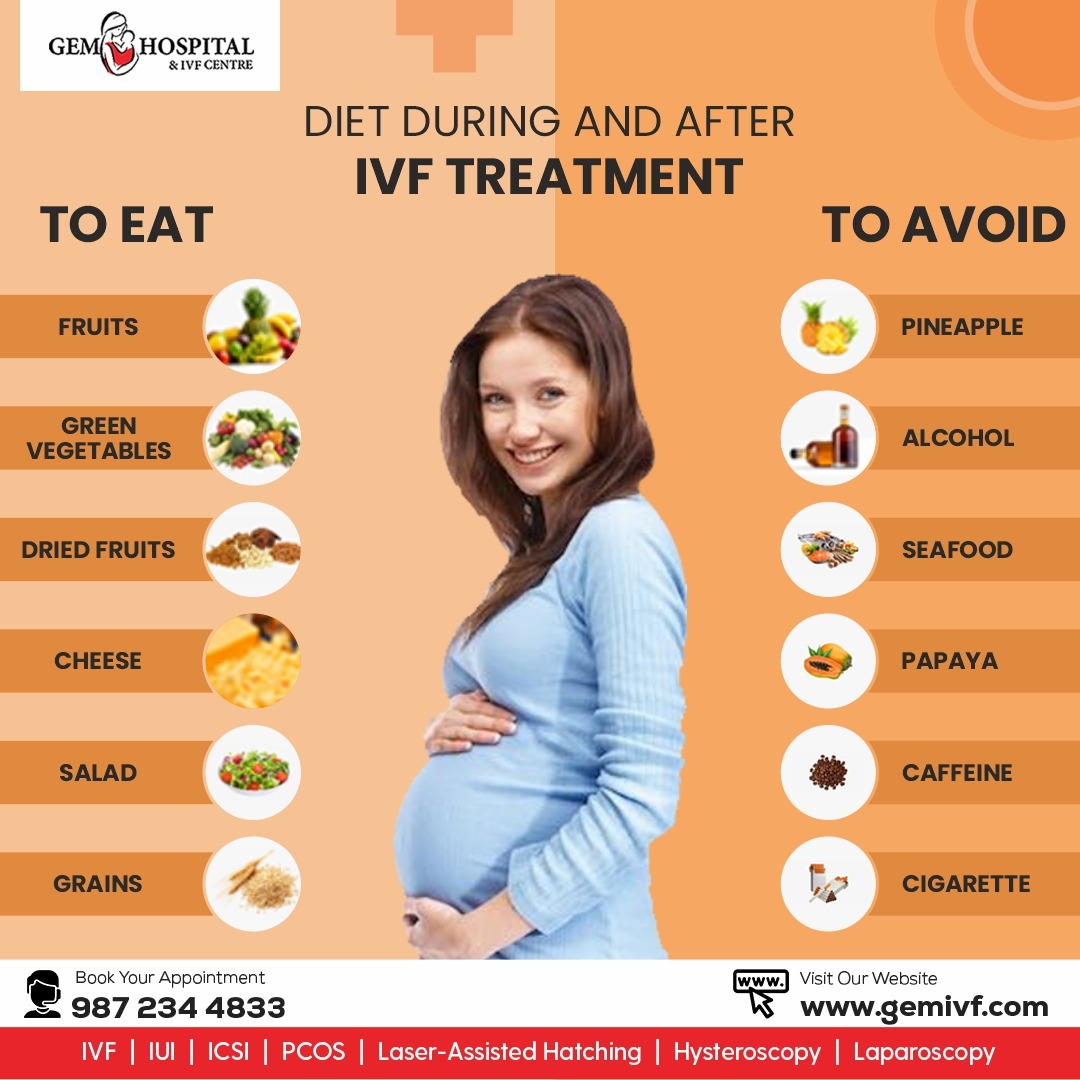 GEM HOSPITAL
& IVF CENTRE
DIET DURING AND AFTER
IVF TREATMENT
TO EAT
FRUITS
GREEN
VEGETABLES
DRIED FRUITS
CHEESE
SALAD
GRAINS
TO AVOID
PINEAPPLE
ALCOHOL
SEAFOOD
PAPAYA
CAFFEINE
CIGARETTE
Book Your Appointment
987 234 4833
www.
Visit Our Website
www.gemivf.com
IVF | IUI | ICSI | PCOS | Laser-Assisted Hatching | Hysteroscopy | Laparoscopy